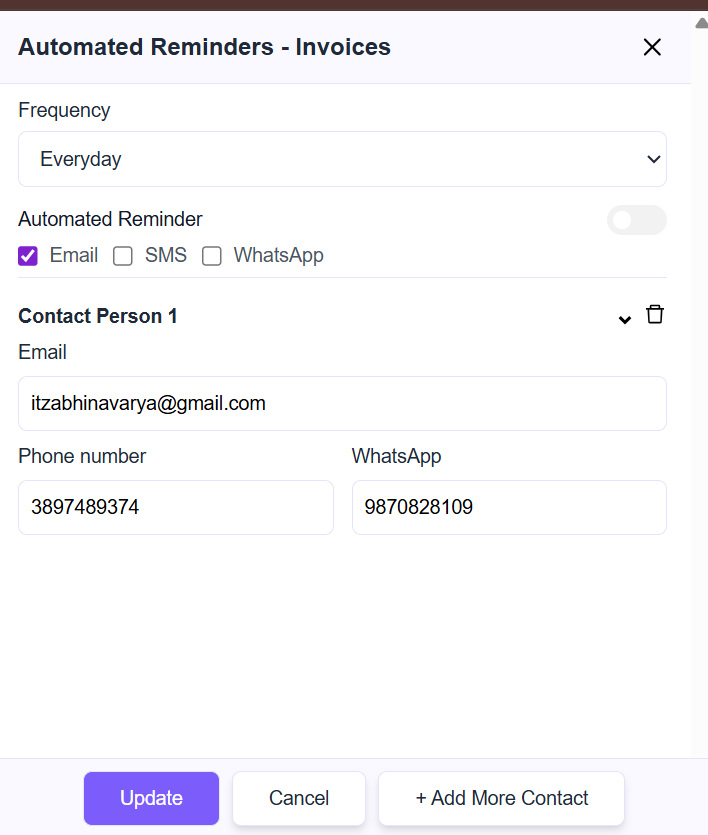 Automated Reminders - Invoices
Frequency
Everyday
Automated Reminder
Email SMS WhatsApp
Contact Person 1
Email
itzabhinavarya@gmail.com
Phone number WhatsApp
3897489374 9870828109
Update Cancel + Add More Contact